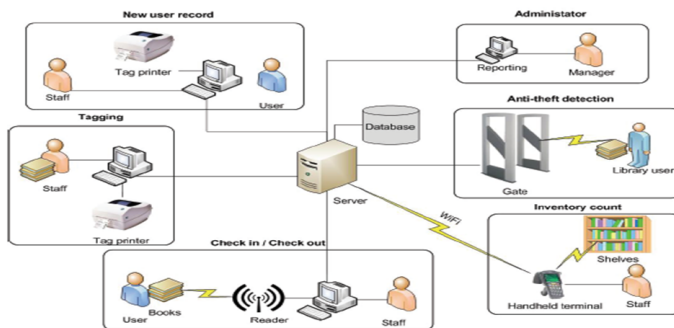 New user record
Tag printer
Staff
User
Administator
Reporting
Manager
Tagging
Staff
Tag printer
Database
Server
Anti-theft detection
Library user
Gate
WiFi
Inventory count
Shelves
Handheld terminal
Staff
Check in / Check out
Books
User
Reader
Staff